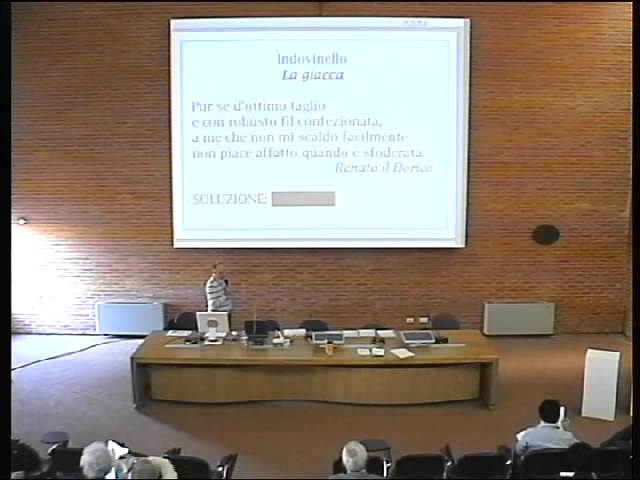 Indovinello
La giacca
Pur se d'ottimo taglio
e con robusto fil confezionata,
a me che non mi scaldo facilmente
non piace affatto quando è sfoderata.
Renato il Dorico
- SOLUZIONE: